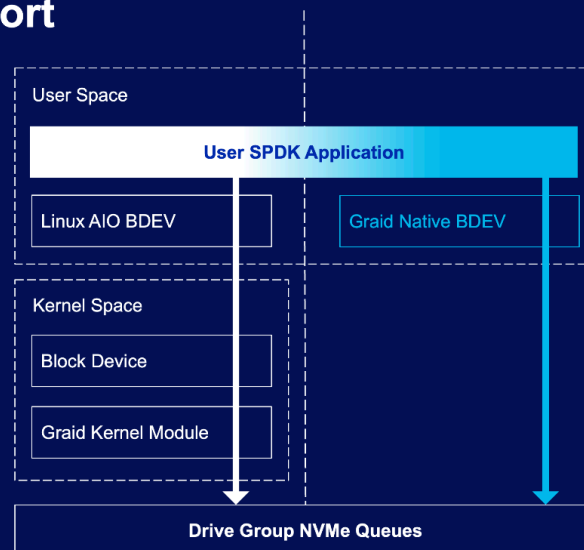 ort
User Space
User SPDK Application
Linux AIO BDEV
Graid Native BDEV
Kernel Space
Block Device
Graid Kernel Module
Drive Group NVMe Queues